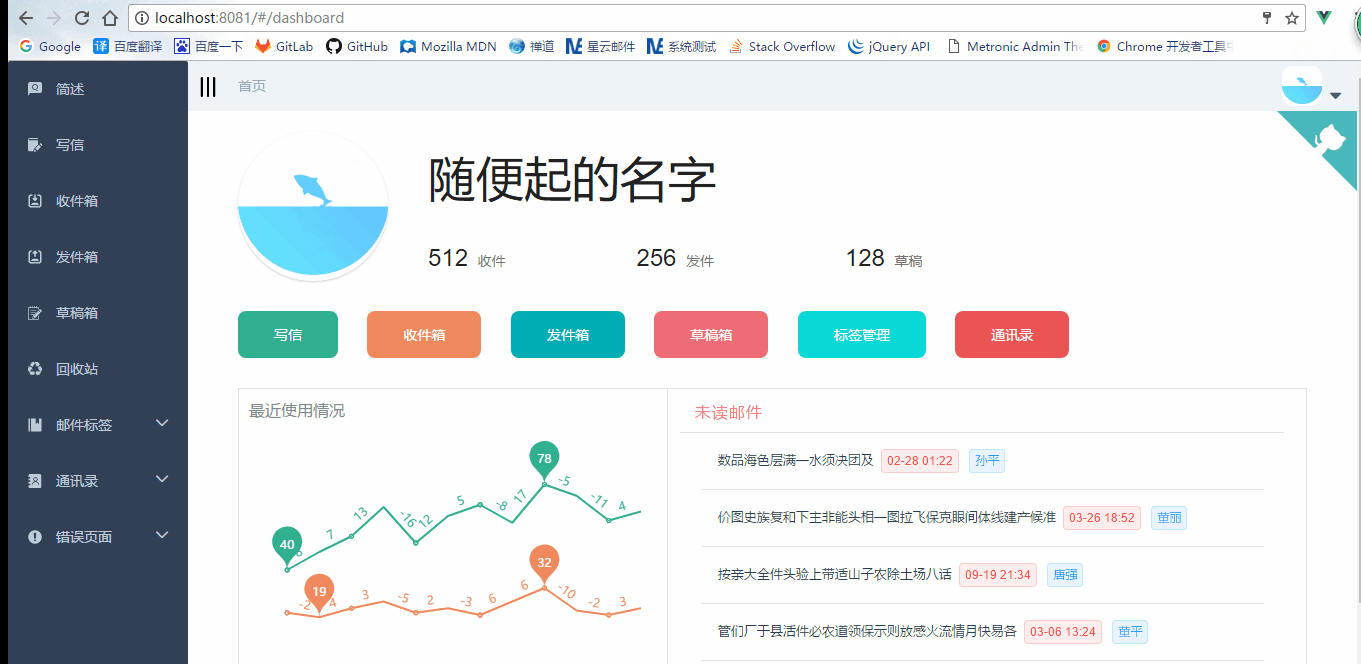 localhost:8081/#/dashboard
Google 百度翻译 百度一下 GitLab GitHub Mozilla MDN 禅道 星云邮件 系统测试 Stack Overflow jQuery API Metronic Admin The Chrome 开发者工具
简述
写信
收件箱
发件箱
草稿箱
回收站
邮件标签
通讯录
错误页面
首页
随便起的名字
512 收件 256 发件 128 草稿
写信 收件箱 发件箱 草稿箱 标签管理 通讯录
最近使用情况
78
-5
-11
4
17
-8
5
12
-16
13
7
40
32
19
-2
4
3
-5
2
-3
6
6
-10
-2
3
未读邮件
数品海色层满一水须决团及 02-28 01:22 孙平
价图史族复和下主非能头相一图拉飞保克眼间体线建产候准 03-26 18:52 董丽
按亲大全件头验上带适山子农除土场八话 09-19 21:34 唐强
管们厂于县活件必农道领保示则放感火流情月快易各 03-06 13:24 董平